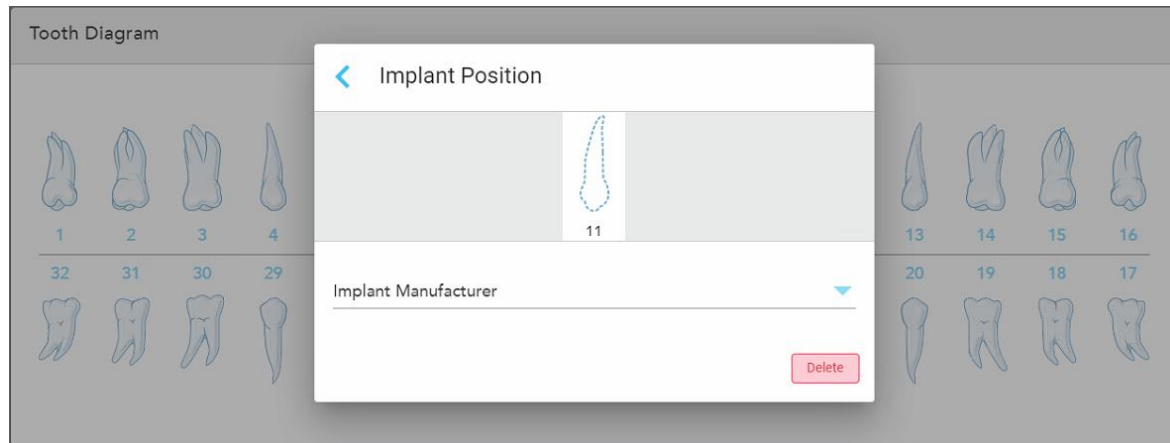 Tooth Diagram
Implant Position
11
1 2 3 4 13 14 15 16
32 31 30 29 20 19 18 17
Implant Manufacturer
Delete